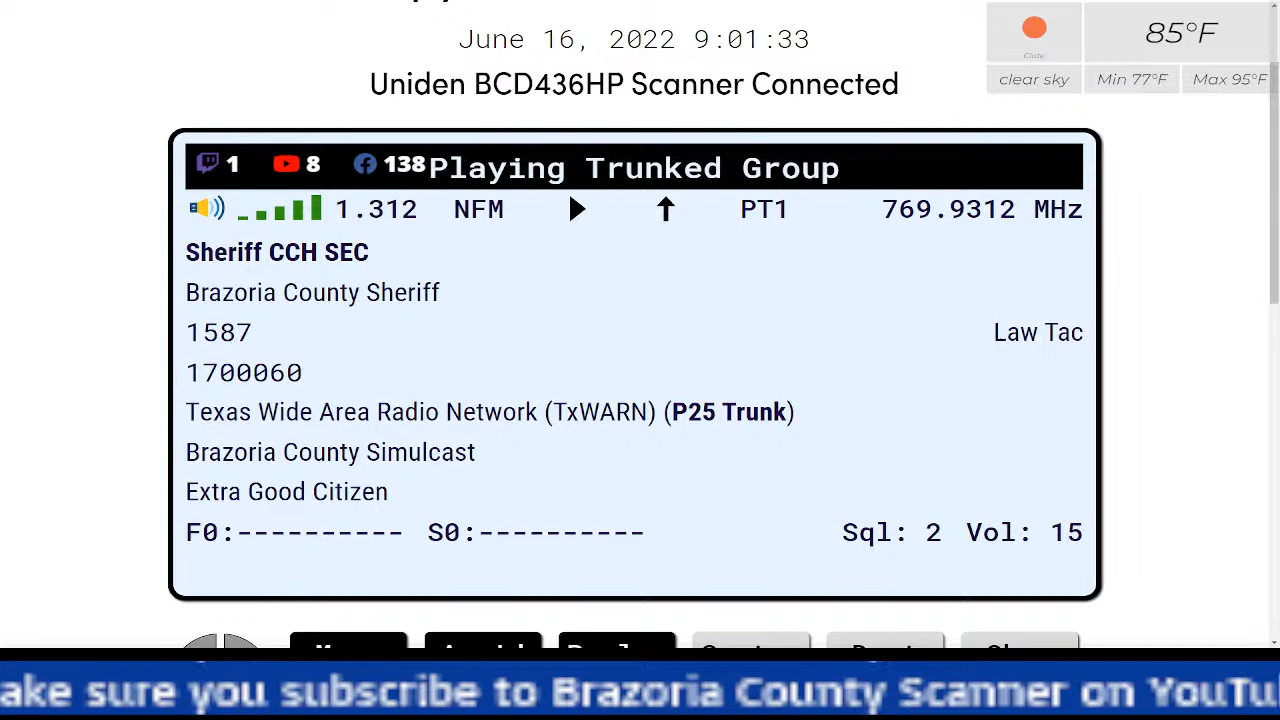 June 16, 2022 9:01:33
85°F
Clute
clear sky Min 77°F Max 95°F
Uniden BCD436HP Scanner Connected
1 8 138 Playing Trunked Group
1.312 NFM PT1 769.9312 MHz
Sheriff CCH SEC
Brazoria County Sheriff
1587 Law Tac
1700060
Texas Wide Area Radio Network (TxWARN) (P25 Trunk)
Brazoria County Simulcast
Extra Good Citizen
F0:---------- S0:---------- Sql: 2 Vol: 15
ake sure you subscribe to Brazoria County Scanner on YouTu